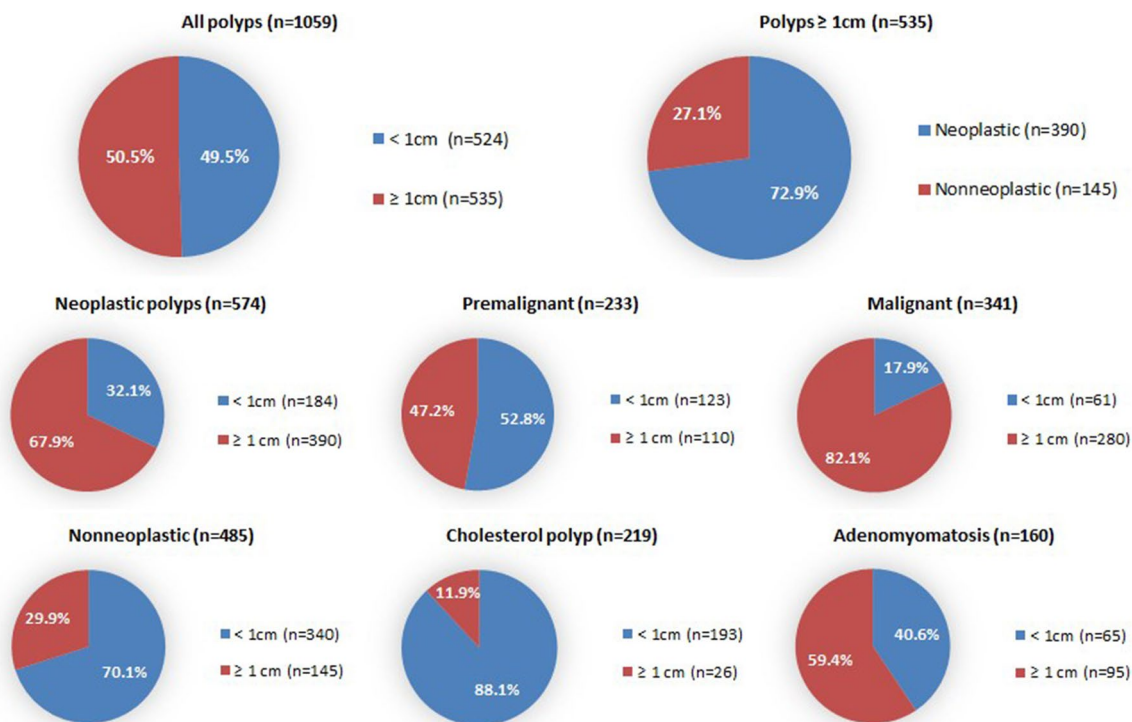 All polyps (n=1059)
50.5%
49.5%
< 1cm (n=524)
≥ 1cm (n=535)
Polyps ≥ 1cm (n=535)
27.1%
72.9%
Neoplastic (n=390)
Nonneoplastic (n=145)
Neoplastic polyps (n=574)
32.1%
67.9%
< 1cm (n=184)
≥ 1 cm (n=390)
Premalignant (n=233)
47.2%
52.8%
< 1cm (n=123)
≥ 1cm (n=110)
Malignant (n=341)
17.9%
82.1%
< 1cm (n=61)
≥ 1 cm (n=280)
Nonneoplastic (n=485)
29.9%
70.1%
< 1cm (n=340)
≥ 1 cm (n=145)
Cholesterol polyp (n=219)
11.9%
88.1%
< 1cm (n=193)
≥ 1 cm (n=26)
Adenomyomatosis (n=160)
40.6%
59.4%
< 1cm (n=65)
≥ 1 cm (n=95)